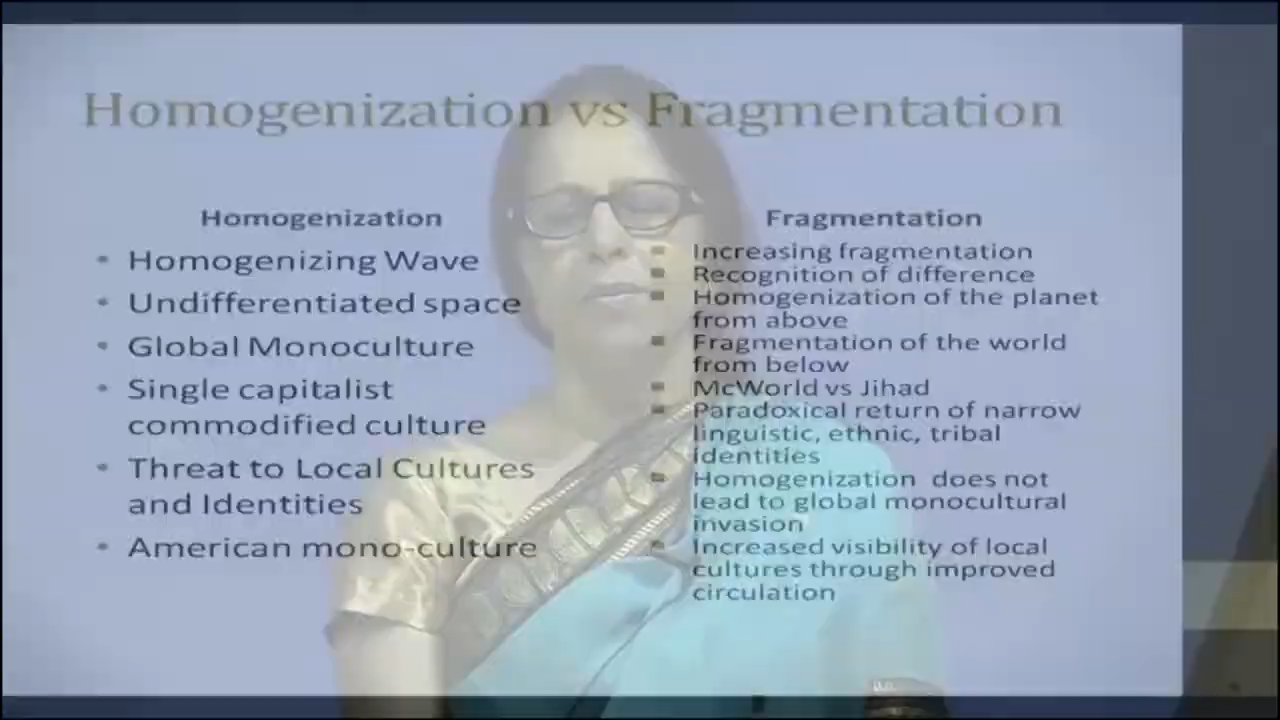 Homogenization vs Fragmentation
Homogenization
• Homogenizing Wave
• Undifferentiated space
• Global Monoculture
• Single capitalist
commodified culture
• Threat to Local Cultures
and Identities
• American mono-culture
Fragmentation
▪ Increasing fragmentation
▪ Recognition of difference
▪ Homogenization of the planet
from above
▪ Fragmentation of the world
from below
▪ McWorld vs Jihad
▪ Paradoxical return of narrow
linguistic, ethnic, tribal
identities
▪ Homogenization does not
lead to global monocultural
invasion
▪ Increased visibility of local
cultures through improved
circulation